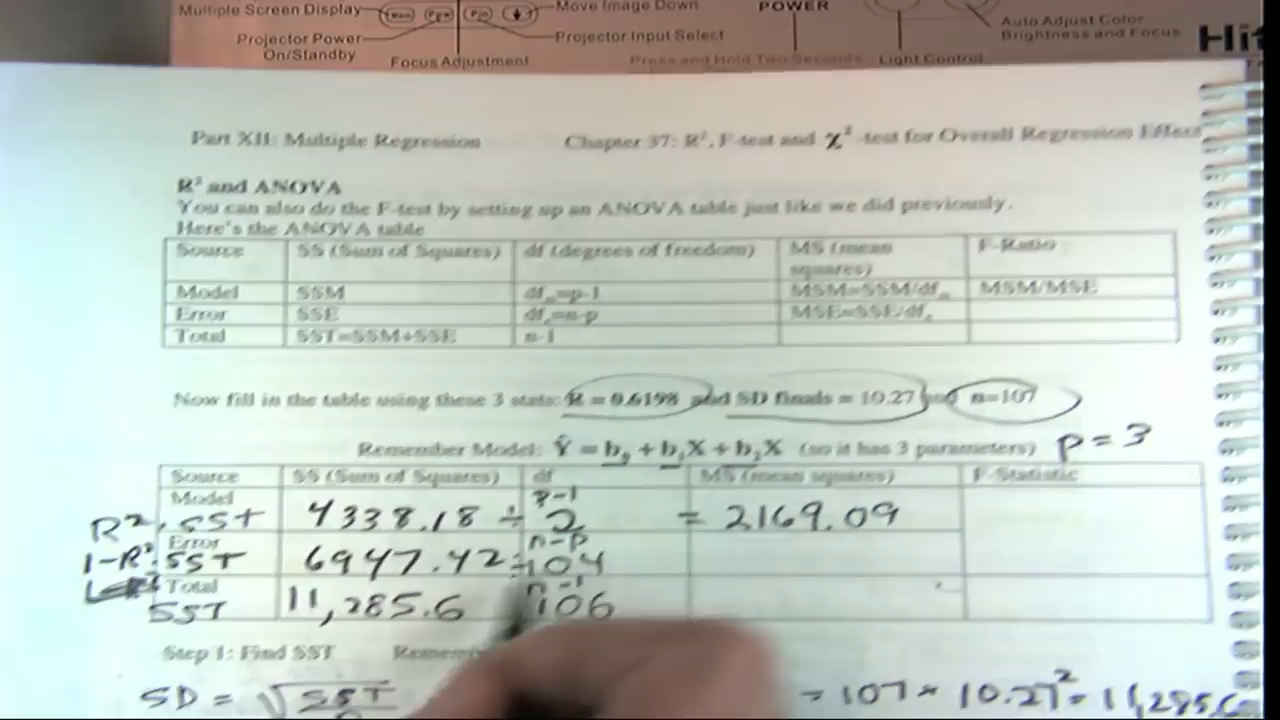 Multiple Screen Display Move Image Down POWER
Projector Power On/Standby Projector Input Select Auto Adjust Color Brightness and Focus
Focus Adjustment Press and Hold Two Seconds Light Control Hit
Part XII: Multiple Regression Chapter 37: R², F-test and χ² -test for Overall Regression Effect
R² and ANOVA
You can also do the F-test by setting up an ANOVA table just like we did previously.
Here's the ANOVA table
Source SS (Sum of Squares) df (degrees of freedom) MS (mean squares) F-Ratio
Model SSM dfₘ=p-1 MSM=SSM/dfₘ MSM/MSE
Error SSE dfₑ=n-p MSE=SSE/dfₑ
Total SST=SSM+SSE n-1
Now fill in the table using these 3 stats: R = 0.6198 and SD finals = 10.27 and n=107
Remember Model: Ŷ = b₀ + b₁X + b₂X (so it has 3 parameters) p = 3
Source SS (Sum of Squares) df MS (mean squares) F-Statistic
Model p-1
R² · SST 4338.18 ÷ 2 = 2169.09
Error n-p
1-R² · SST 6947.42 ÷ 104
Total n-1
SST 11,285.6 106
Step 1: Find SST
SD = √SST = 107 * 10.27² =